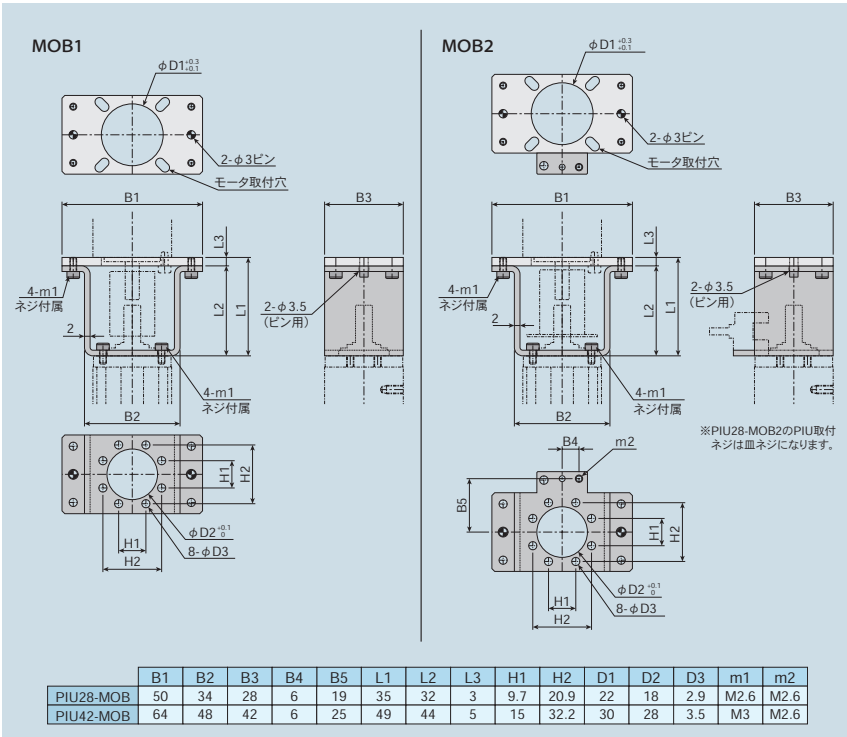 MOB1
φD1 +0.3 +0.1
2-φ3ピン
モータ取付穴
B1
B3
L3
L2
L1
4-m1
ネジ付属
2
2-φ3.5
(ピン用)
4-m1
ネジ付属
B2
H1
H2
φD2 +0.1 0
8-φD3
H1
H2
MOB2
φD1 +0.3 +0.1
2-φ3ピン
モータ取付穴
B1
B3
L3
L2
L1
4-m1
ネジ付属
2
2-φ3.5
(ピン用)
4-m1
ネジ付属
B2
※PIU28-MOB2のPIU取付
ネジは皿ネジになります。
B4
m2
B5
H1
H2
φD2 +0.1 0
8-φD3
H1
H2
B1 B2 B3 B4 B5 L1 L2 L3 H1 H2 D1 D2 D3 m1 m2
PIU28-MOB 50 34 28 6 19 35 32 3 9.7 20.9 22 18 2.9 M2.6 M2.6
PIU42-MOB 64 48 42 6 25 49 44 5 15 32.2 30 28 3.5 M3 M2.6